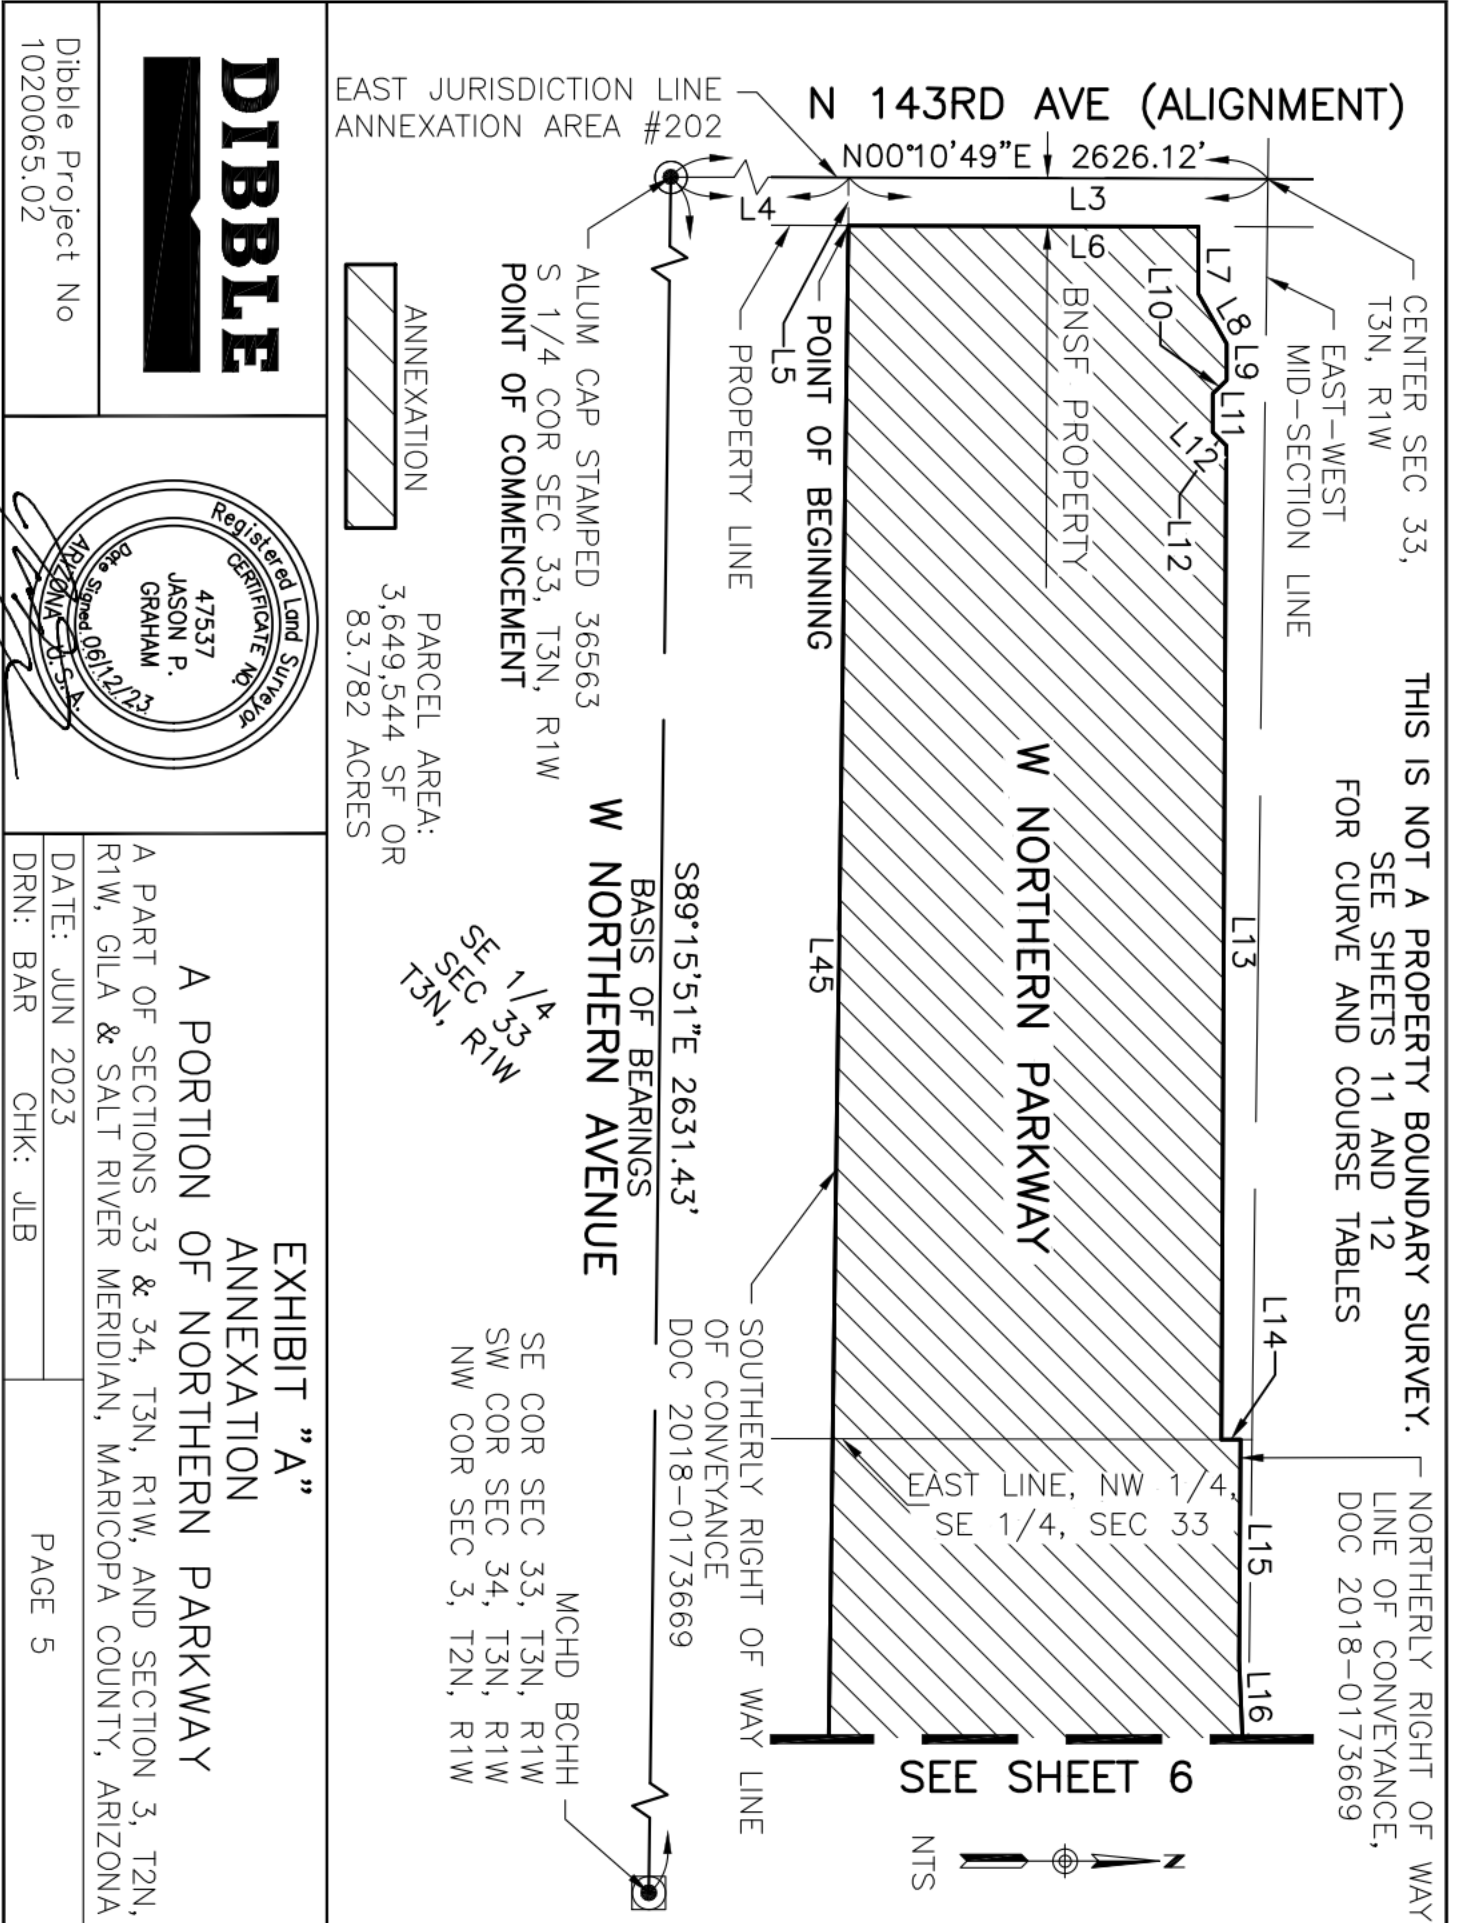 THIS IS NOT A PROPERTY BOUNDARY SURVEY.
SEE SHEETS 11 AND 12
FOR CURVE AND COURSE TABLES
CENTER SEC 33,
T3N, R1W
EAST-WEST
MID-SECTION LINE
NORTHERLY RIGHT OF WAY
LINE OF CONVEYANCE,
DOC 2018-0173669
N 143RD AVE (ALIGNMENT)
N00°10'49"E 2626.12'
EAST JURISDICTION LINE
ANNEXATION AREA #202
L3
L4
L5
L6
L7
L8
L9
L10
L11
L12
L12
L13
L14
L15
L16
BNSF PROPERTY
W NORTHERN PARKWAY
EAST LINE, NW 1/4,
SE 1/4, SEC 33
L45
POINT OF BEGINNING
PROPERTY LINE
SEE SHEET 6
N
NTS
SOUTHERLY RIGHT OF WAY LINE
OF CONVEYANCE
DOC 2018-0173669
S89°15'51"E 2631.43'
BASIS OF BEARINGS
W NORTHERN AVENUE
ALUM CAP STAMPED 36563
S 1/4 COR SEC 33, T3N, R1W
POINT OF COMMENCEMENT
SE 1/4
SEC 33
T3N, R1W
MCHD BCHH
SE COR SEC 33, T3N, R1W
SW COR SEC 34, T3N, R1W
NW COR SEC 3, T2N, R1W
ANNEXATION
PARCEL AREA:
3,649,544 SF OR
83.782 ACRES
DIBBLE
Dibble Project No
1020065.02
Registered Land Surveyor
CERTIFICATE NO.
47537
JASON P.
GRAHAM
Date Signed 06/12/23
ARIZONA U.S.A.
EXHIBIT "A"
ANNEXATION
A PORTION OF NORTHERN PARKWAY
A PART OF SECTIONS 33 & 34, T3N, R1W, AND SECTION 3, T2N,
R1W, GILA & SALT RIVER MERIDIAN, MARICOPA COUNTY, ARIZONA
DATE: JUN 2023
DRN: BAR CHK: JLB
PAGE 5